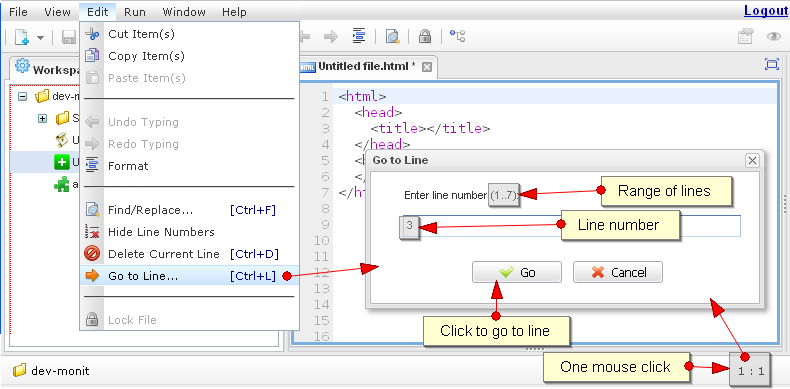 File View Edit Run Window Help Logout
Cut Item(s)
Copy Item(s)
Paste Item(s)
Undo Typing
Redo Typing
Format
Find/Replace... [Ctrl+F]
Hide Line Numbers
Delete Current Line [Ctrl+D]
Go to Line... [Ctrl+L]
Lock File
Workspa
dev-m
S
U
U
a
HTML Untitled file.html *
1 <html>
2 <head>
3 <title></title>
4 </head>
5 <b
6 </
7 </h
8
9
10
11
12
13
14
15
16
Go to Line
Enter line number (1..7):
3
Go Cancel
Range of lines
Line number
Click to go to line
One mouse click
1 : 1
dev-monit